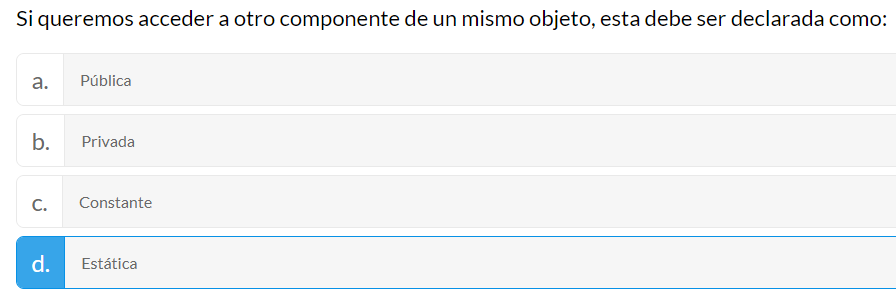 Si queremos acceder a otro componente de un mismo objeto, esta debe ser declarada como:
a. Pública
b. Privada
c. Constante
d. Estática